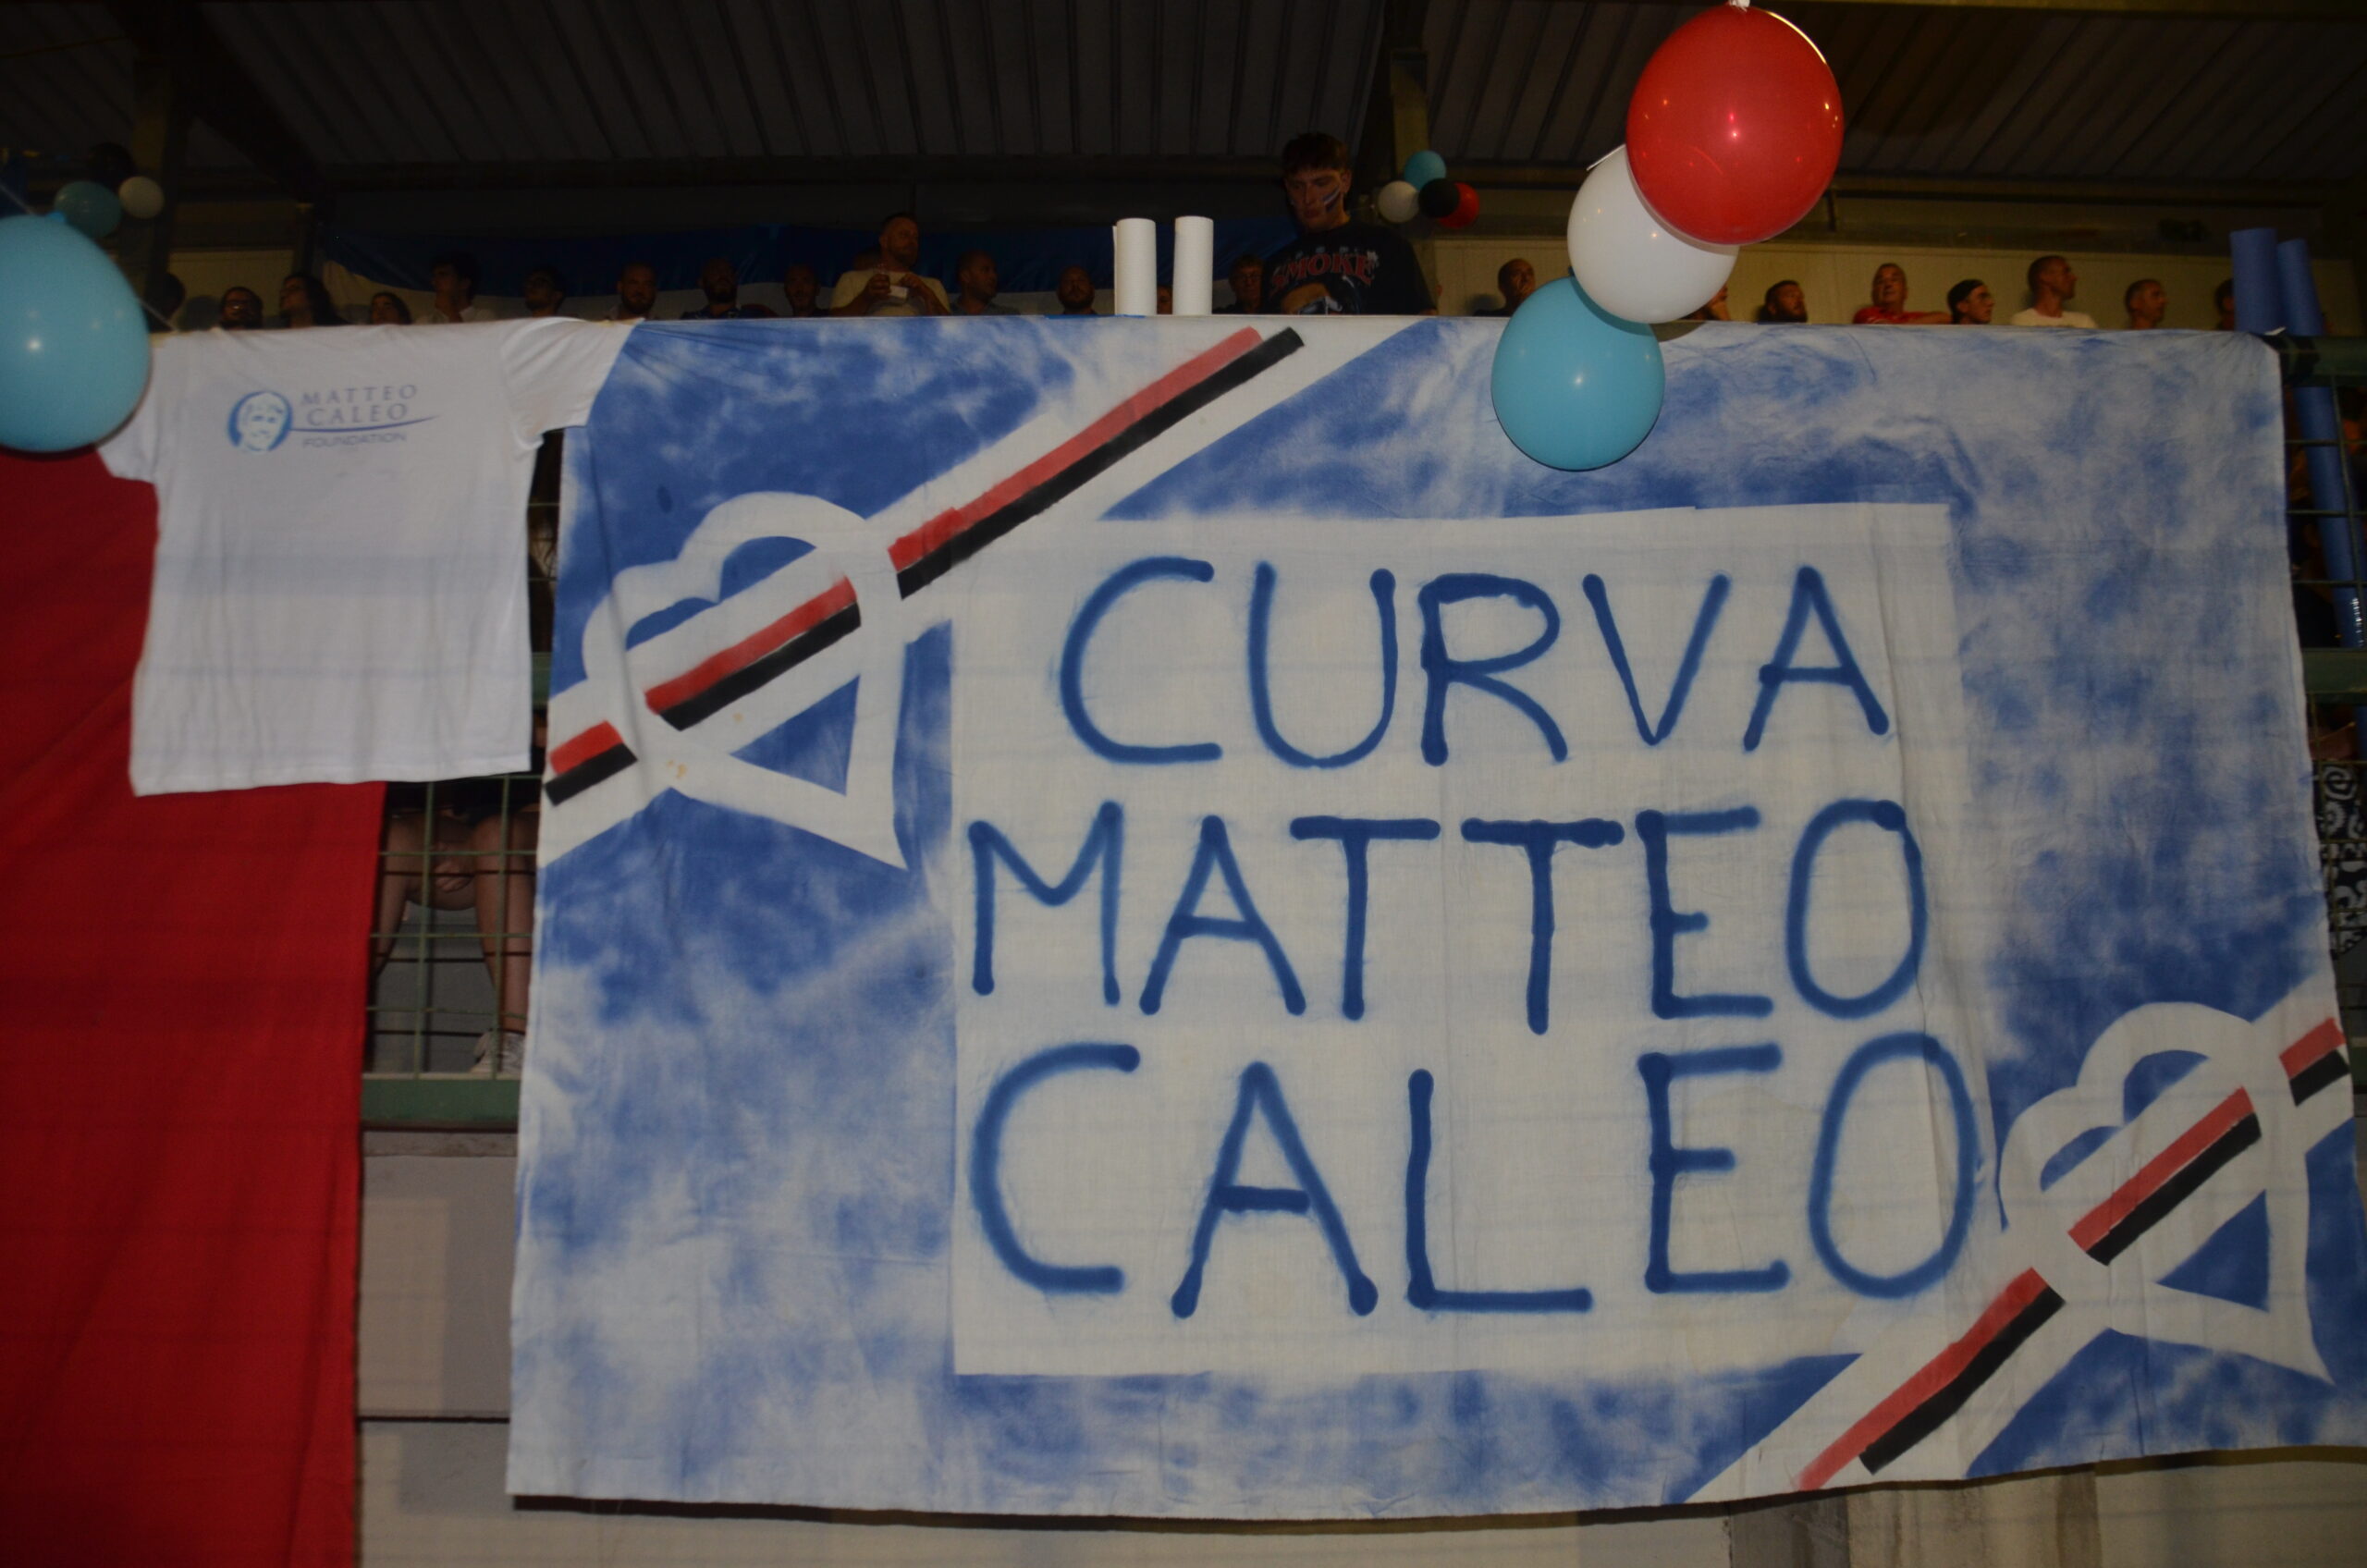 SMOKE
MATTEO
CALEO
FOUNDATION
CURVA
MATTEO
CALEO